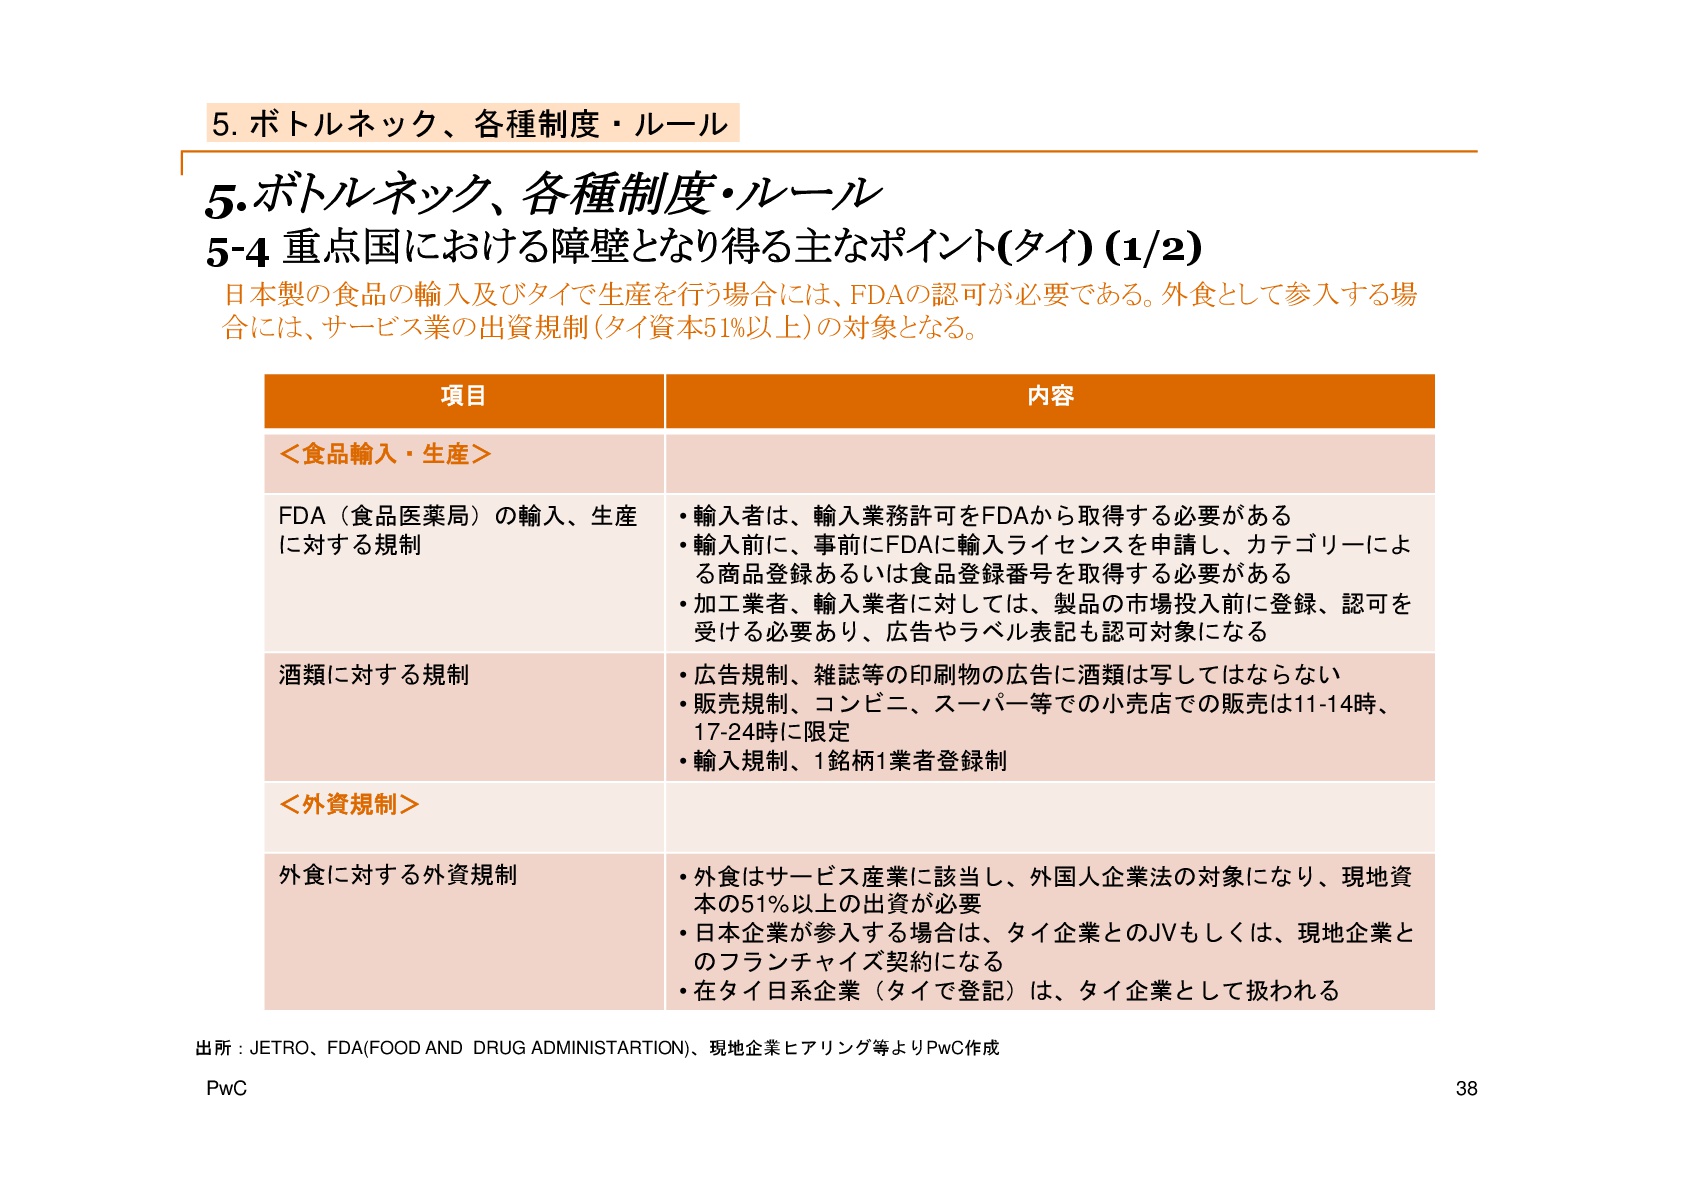 5. ボトルネック、各種制度・ルール
5.ボトルネック、各種制度・ルール
5-4 重点国における障壁となり得る主なポイント(タイ) (1/2)
日本製の食品の輸入及びタイで生産を行う場合には、FDAの認可が必要である。外食として参入する場
合には、サービス業の出資規制(タイ資本51%以上)の対象となる。
項目
内容
＜食品輸入・生産＞
FDA（食品医薬局）の輸入、生産
に対する規制
・輸入者は、輸入業務許可をFDAから取得する必要がある
・輸入前に、事前にFDAに輸入ライセンスを申請し、カテゴリーによ
る商品登録あるいは食品登録番号を取得する必要がある
・加工業者、輸入業者に対しては、製品の市場投入前に登録、認可を
受ける必要あり、広告やラベル表記も認可対象になる
酒類に対する規制
・広告規制、雑誌等の印刷物の広告に酒類は写してはならない
・販売規制、コンビニ、スーパー等での小売店での販売は11-14時、
17-24時に限定
・輸入規制、1銘柄1業者登録制
＜外資規制＞
外食に対する外資規制
・外食はサービス産業に該当し、外国人企業法の対象になり、現地資
本の51%以上の出資が必要
・日本企業が参入する場合は、タイ企業とのJVもしくは、現地企業と
のフランチャイズ契約になる
・在タイ日系企業（タイで登記）は、タイ企業として扱われる
出所：JETRO、FDA(FOOD AND DRUG ADMINISTARTION)、現地企業ヒアリング等よりPwC作成
PwC
38